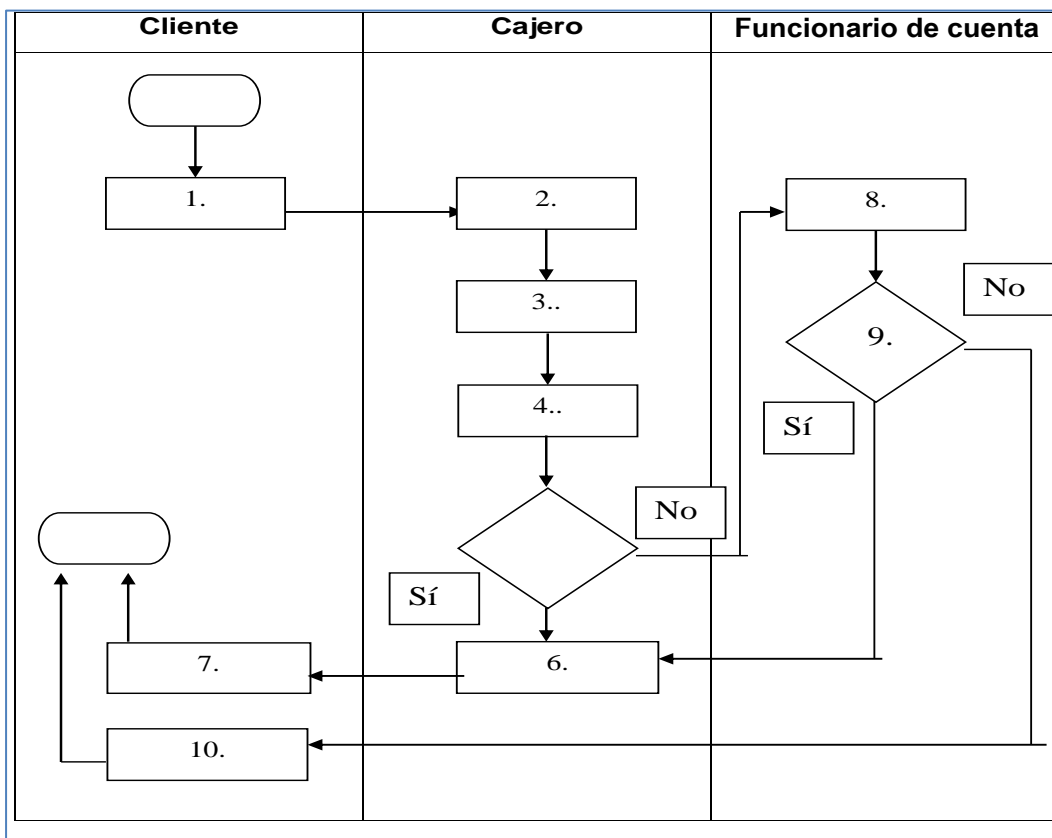 Cliente
Cajero
Funcionario de cuenta
1.
2.
8.
No
3..
9.
4..
Sí
No
Sí
7.
6.
10.